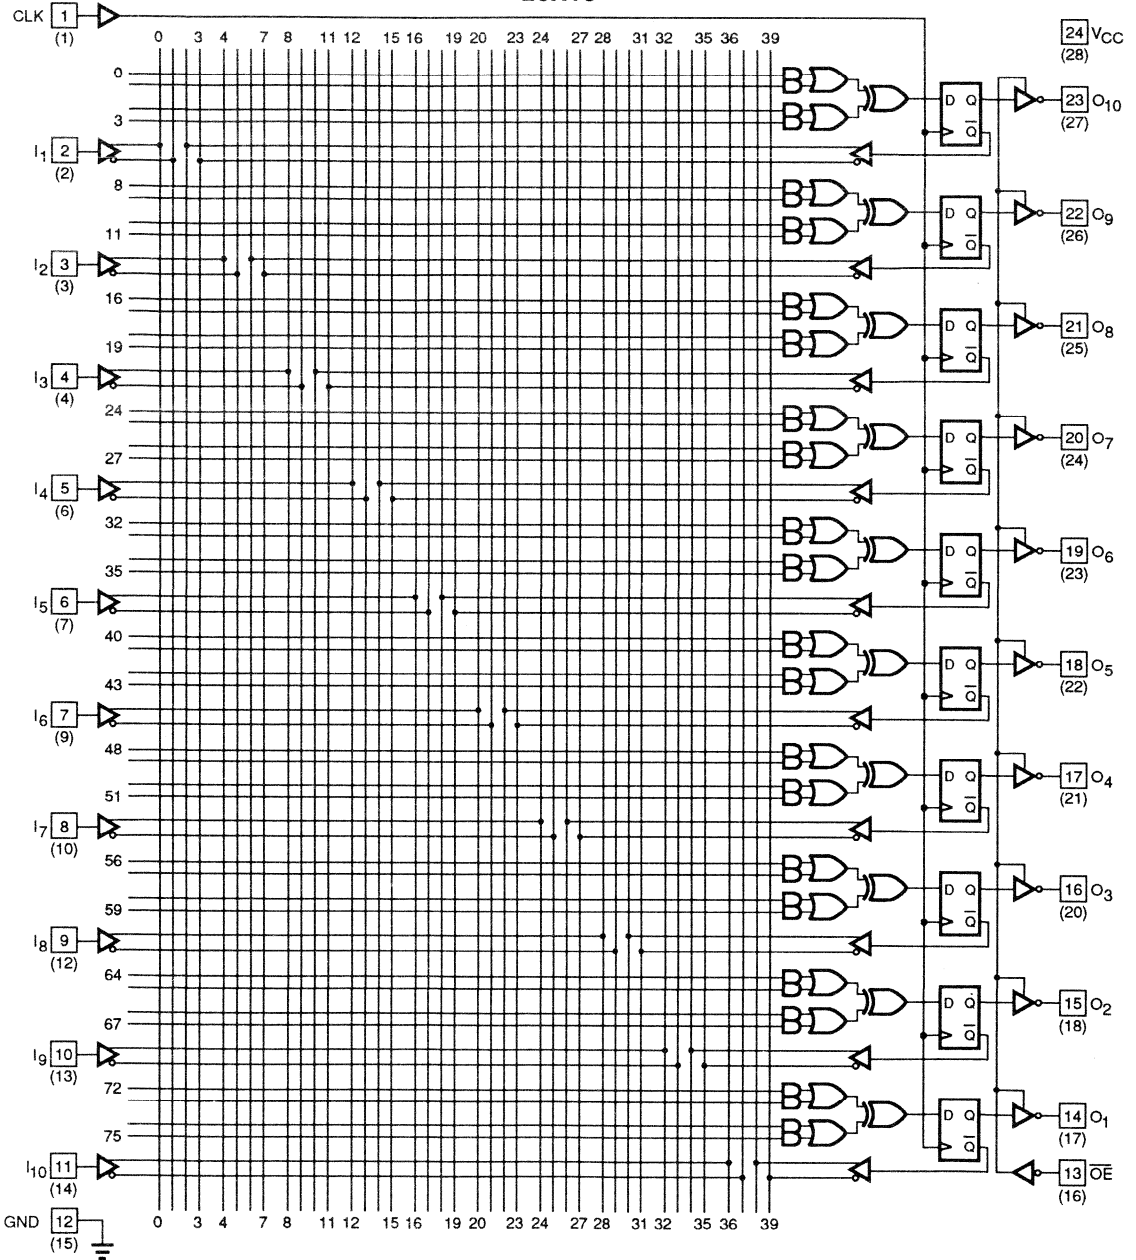 CLK 1 (1)
24 VCC (28)
0 3 4 7 8 11 12 15 16 19 20 23 24 27 28 31 32 35 36 39
0
D Q
23 O10
3
Q
(27)
I1 2
(2)
8
D Q
22 O9
11
Q
(26)
I2 3
(3)
16
D Q
21 O8
19
Q
(25)
I3 4
(4)
24
D Q
20 O7
27
Q
(24)
I4 5
(6)
32
D Q
19 O6
35
Q
(23)
I5 6
(7)
40
D Q
18 O5
43
Q
(22)
I6 7
(9)
48
D Q
17 O4
51
Q
(21)
I7 8
(10)
56
D Q
16 O3
59
Q
(20)
I8 9
(12)
64
D Q
15 O2
67
Q
(18)
I9 10
(13)
72
D Q
14 O1
75
Q
(17)
I10 11
(14)
13 OE
(16)
GND 12
(15)
0 3 4 7 8 11 12 15 16 19 20 23 24 27 28 31 32 35 36 39